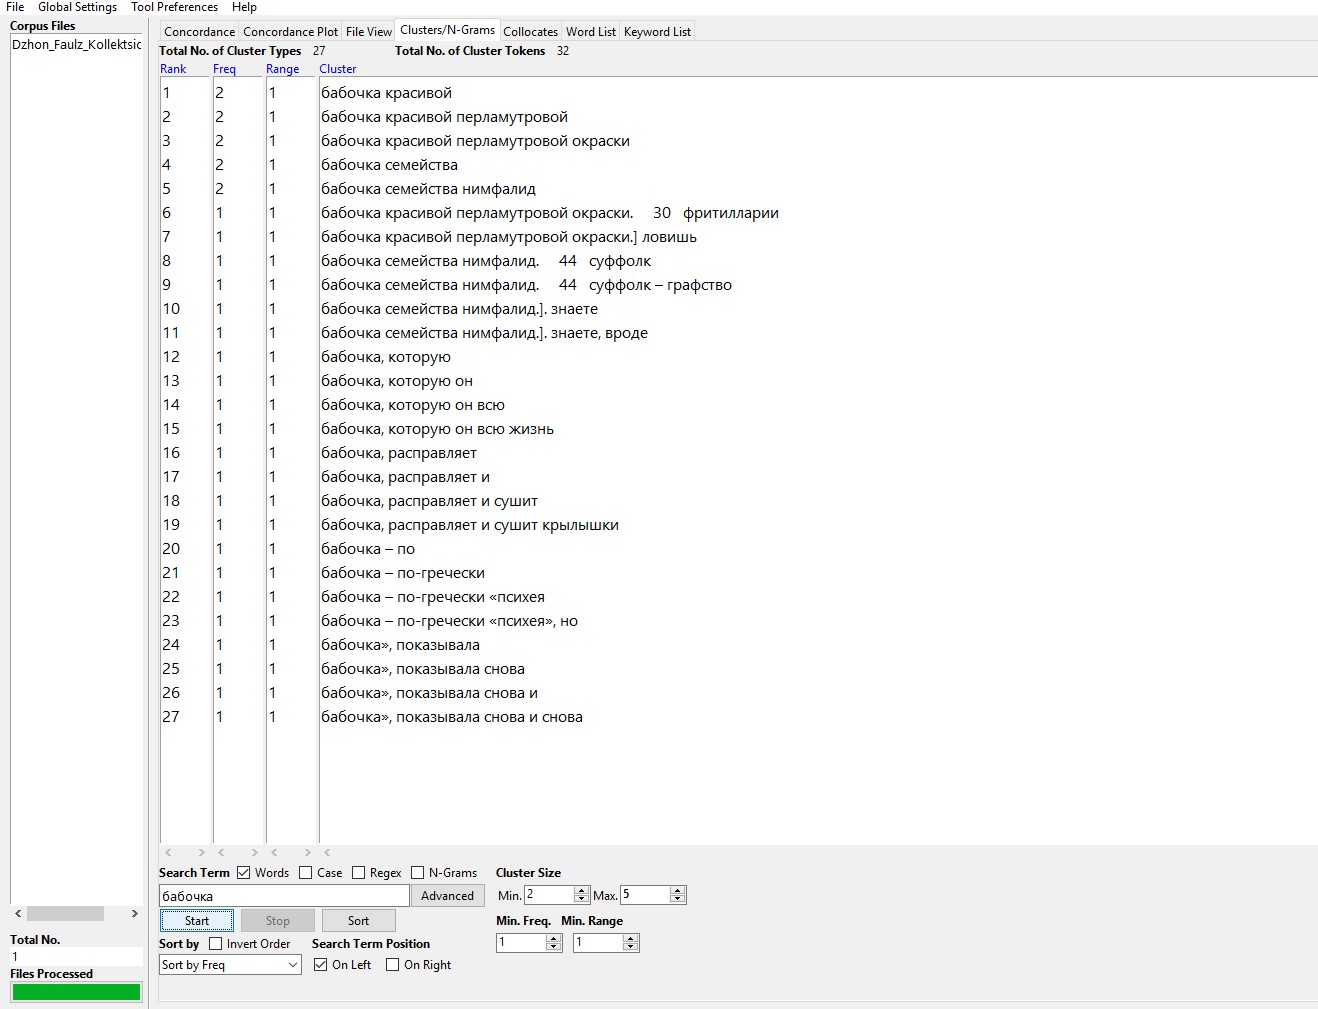 File Global Settings Tool Preferences Help
Corpus Files
Dzhon_Faulz_Kollektsic
Concordance Concordance Plot File View Clusters/N-Grams Collocates Word List Keyword List
Total No. of Cluster Types 27 Total No. of Cluster Tokens 32
Rank Freq Range Cluster
1 2 1 бабочка красивой
2 2 1 бабочка красивой перламутровой
3 2 1 бабочка красивой перламутровой окраски
4 2 1 бабочка семейства
5 2 1 бабочка семейства нимфалид
6 1 1 бабочка красивой перламутровой окраски. 30 фритилларии
7 1 1 бабочка красивой перламутровой окраски.] ловишь
8 1 1 бабочка семейства нимфалид. 44 суффолк
9 1 1 бабочка семейства нимфалид. 44 суффолк – графство
10 1 1 бабочка семейства нимфалид.]. знаете
11 1 1 бабочка семейства нимфалид.]. знаете, вроде
12 1 1 бабочка, которую
13 1 1 бабочка, которую он
14 1 1 бабочка, которую он всю
15 1 1 бабочка, которую он всю жизнь
16 1 1 бабочка, расправляет
17 1 1 бабочка, расправляет и
18 1 1 бабочка, расправляет и сушит
19 1 1 бабочка, расправляет и сушит крылышки
20 1 1 бабочка – по
21 1 1 бабочка – по-гречески
22 1 1 бабочка – по-гречески «психея
23 1 1 бабочка – по-гречески «психея», но
24 1 1 бабочка», показывала
25 1 1 бабочка», показывала снова
26 1 1 бабочка», показывала снова и
27 1 1 бабочка», показывала снова и снова
Search Term Words Case Regex N-Grams Cluster Size
бабочка Advanced Min. 2 Max. 5
Start Stop Sort Min. Freq. Min. Range
Sort by Invert Order Search Term Position 1 1
Sort by Freq On Left On Right
Total No.
1
Files Processed